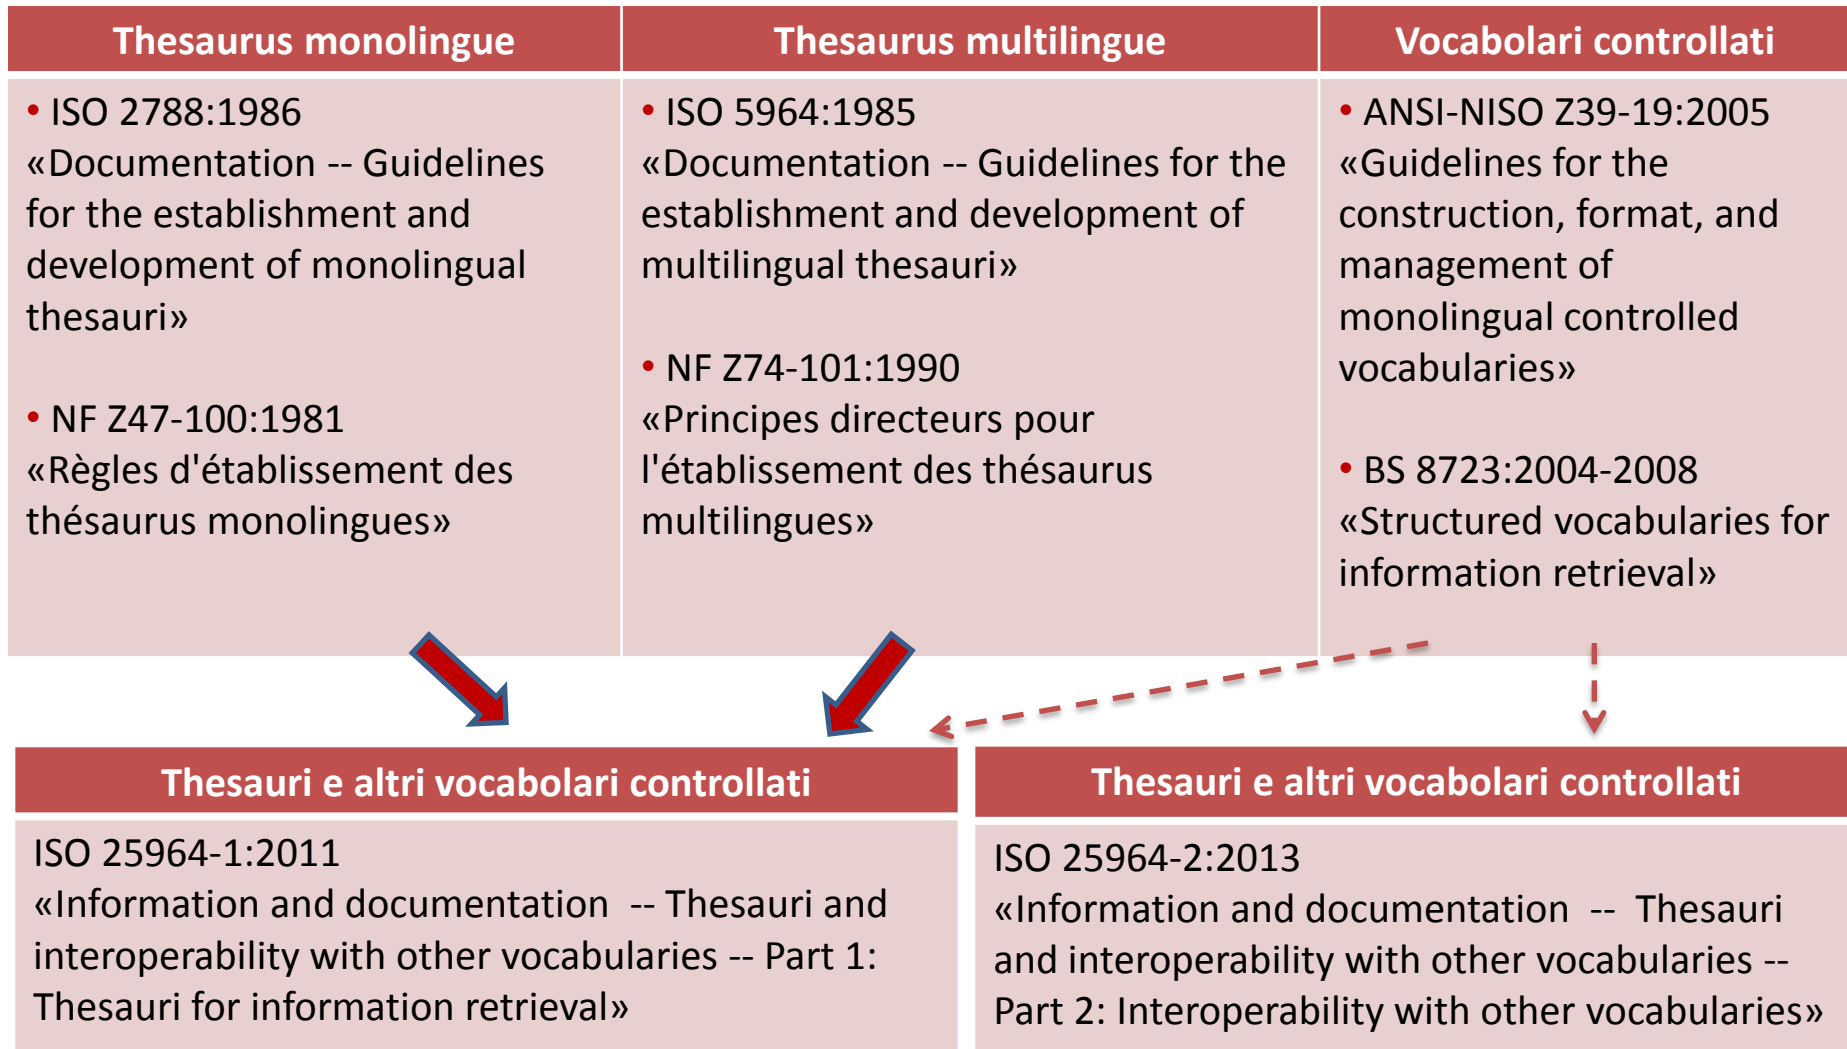 Thesaurus monolingue
• ISO 2788:1986
«Documentation -- Guidelines
for the establishment and
development of monolingual
thesauri»
• NF Z47-100:1981
«Règles d'établissement des
thésaurus monolingues»
Thesaurus multilingue
• ISO 5964:1985
«Documentation -- Guidelines for the
establishment and development of
multilingual thesauri»
• NF Z74-101:1990
«Principes directeurs pour
l'établissement des thésaurus
multilingues»
Vocabolari controllati
• ANSI-NISO Z39-19:2005
«Guidelines for the
construction, format, and
management of
monolingual controlled
vocabularies»
• BS 8723:2004-2008
«Structured vocabularies for
information retrieval»
Thesauri e altri vocabolari controllati
ISO 25964-1:2011
«Information and documentation -- Thesauri and
interoperability with other vocabularies -- Part 1:
Thesauri for information retrieval»
Thesauri e altri vocabolari controllati
ISO 25964-2:2013
«Information and documentation -- Thesauri
and interoperability with other vocabularies --
Part 2: Interoperability with other vocabularies»